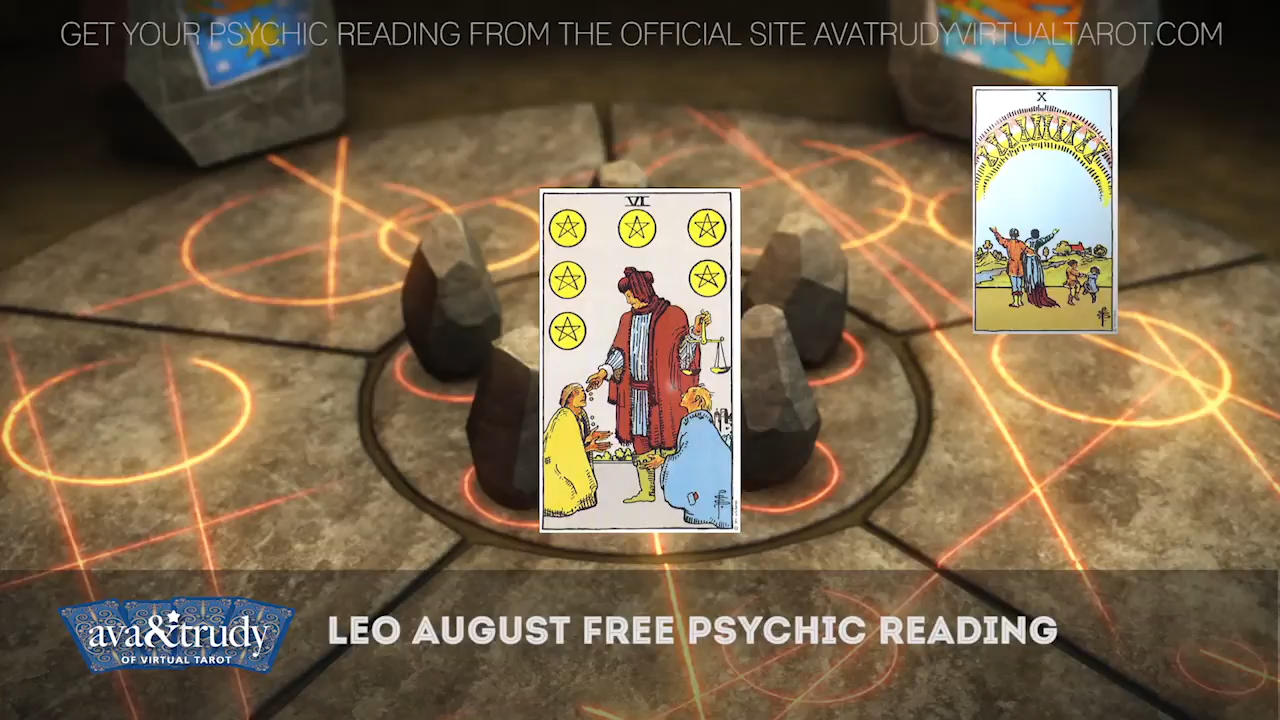 GET YOUR PSYCHIC READING FROM THE OFFICIAL SITE AVATRUDYVIRTUALTAROT.COM
X
VI
ava&trudy
OF VIRTUAL TAROT
LEO AUGUST FREE PSYCHIC READING